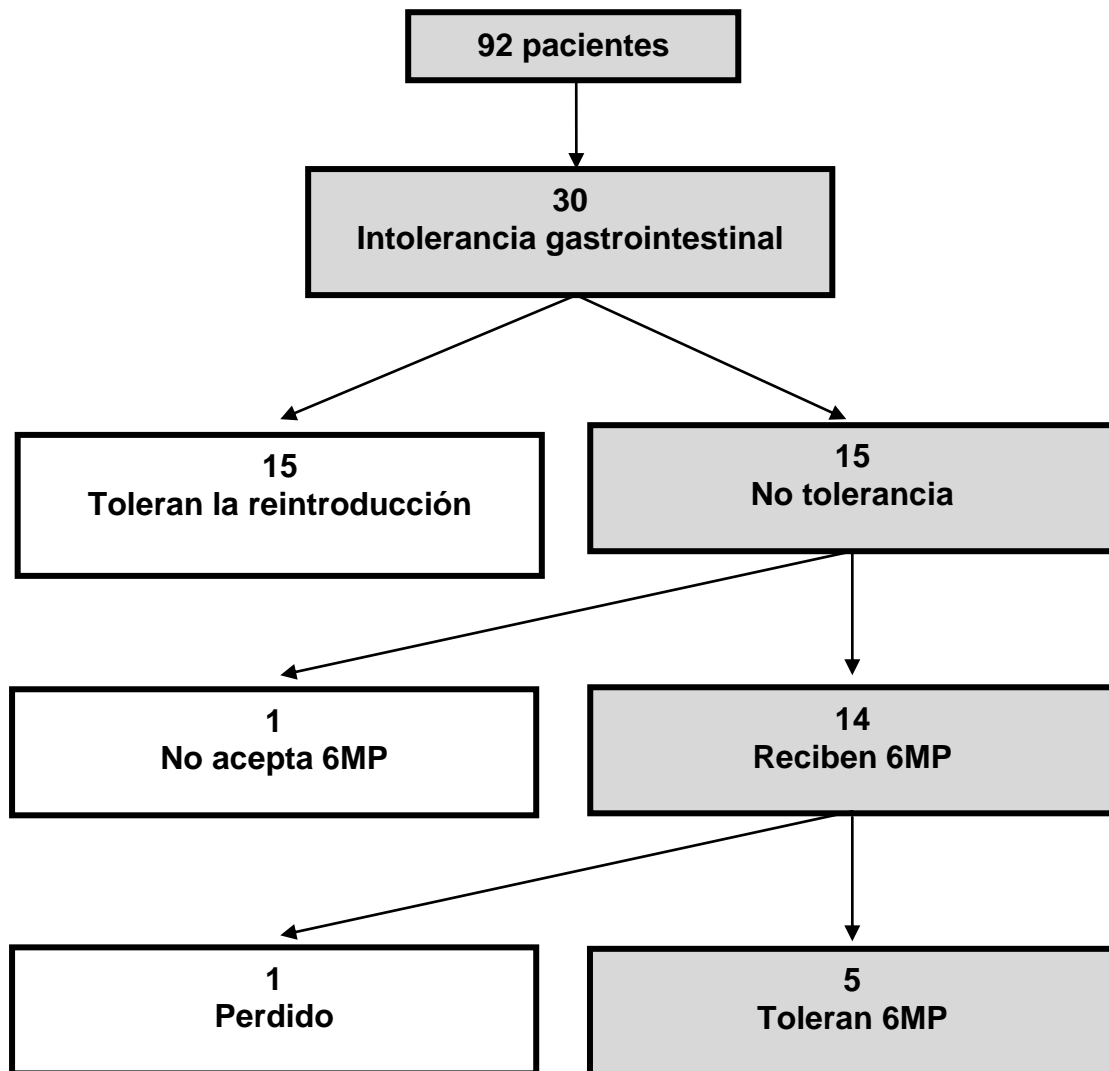 92 pacientes
30
Intolerancia gastrointestinal
15
Toleran la reintroducción
15
No tolerancia
1
No acepta 6MP
14
Reciben 6MP
1
Perdido
5
Toleran 6MP